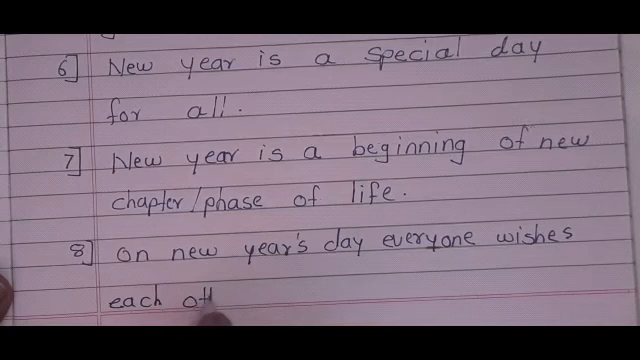 6] New year is a special day
for all.
7] New year is a beginning of new
chapter/phase of life.
8] on new year's day everyone wishes
each oth